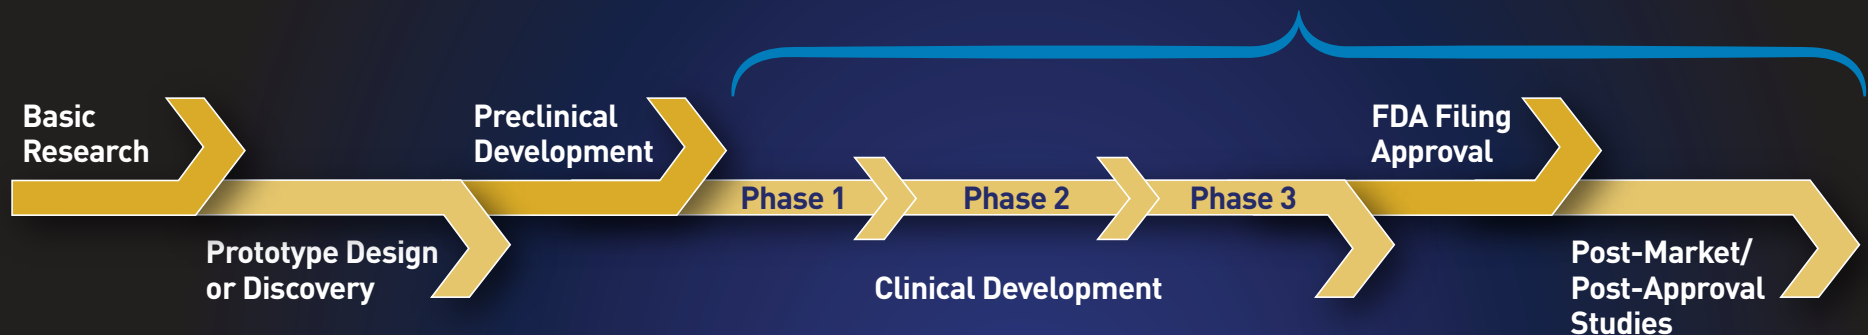 Basic
Research
Prototype Design
or Discovery
Preclinical
Development
Phase 1
Phase 2
Phase 3
Clinical Development
FDA Filing
Approval
Post-Market/
Post-Approval
Studies